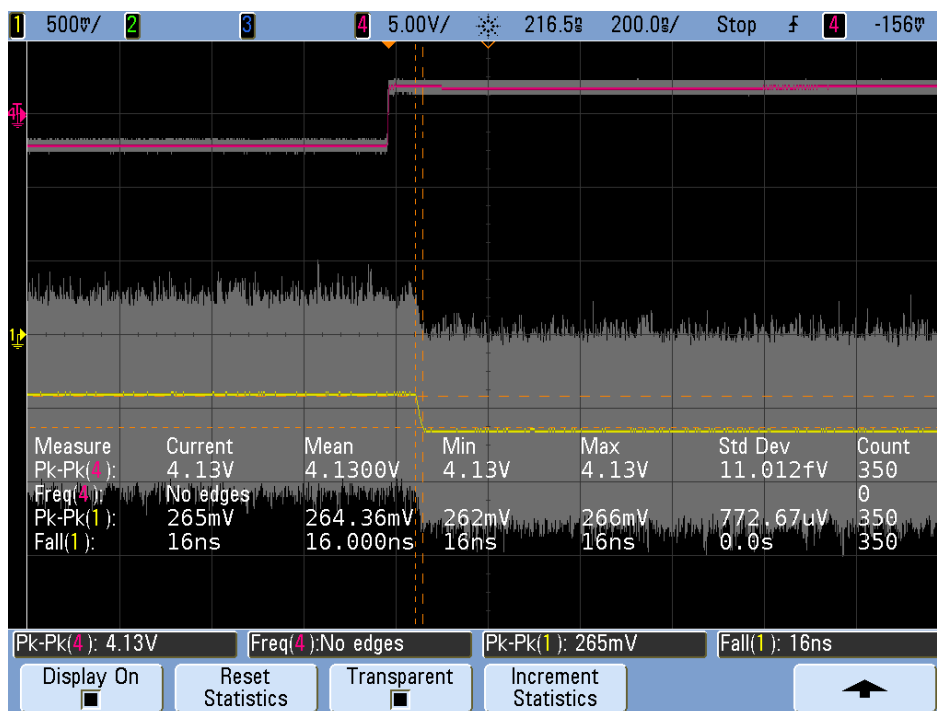 1 500mV/ 2 3 4 5.00V/ 216.5s 200.0s/ Stop 4 -156mV
4
1
Measure Current Mean Min Max Std Dev Count
Pk-Pk(4): 4.13V 4.1300V 4.13V 4.13V 11.012fV 350
Freq(4): No edges 0
Pk-Pk(1): 265mV 264.36mV 262mV 266mV 772.67uV 350
Fall(1): 16ns 16.000ns 16ns 16ns 0.0s 350
Pk-Pk(4): 4.13V Freq(4):No edges Pk-Pk(1): 265mV Fall(1): 16ns
Display On Reset Statistics Transparent Increment Statistics